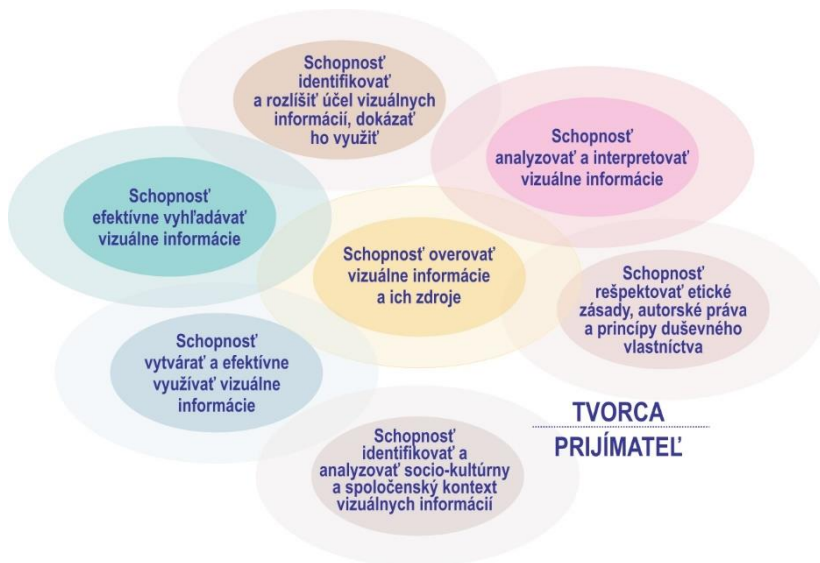 Schopnosť
identifikovať
a rozlíšiť účel vizuálnych
informácií, dokázať
ho využiť
Schopnosť
analyzovať a interpretovať
vizuálne informácie
Schopnosť
efektívne vyhľadávať
vizuálne informácie
Schopnosť overovať
vizuálne informácie
a ich zdroje
Schopnosť
rešpektovať etické
zásady, autorské práva
a princípy duševného
vlastníctva
Schopnosť
vytvárať a efektívne
využívať vizuálne
informácie
Schopnosť
identifikovať a
analyzovať socio-kultúrny
a spoločenský kontext
vizuálnych informácií
TVORCA
PRIJÍMATEĽ